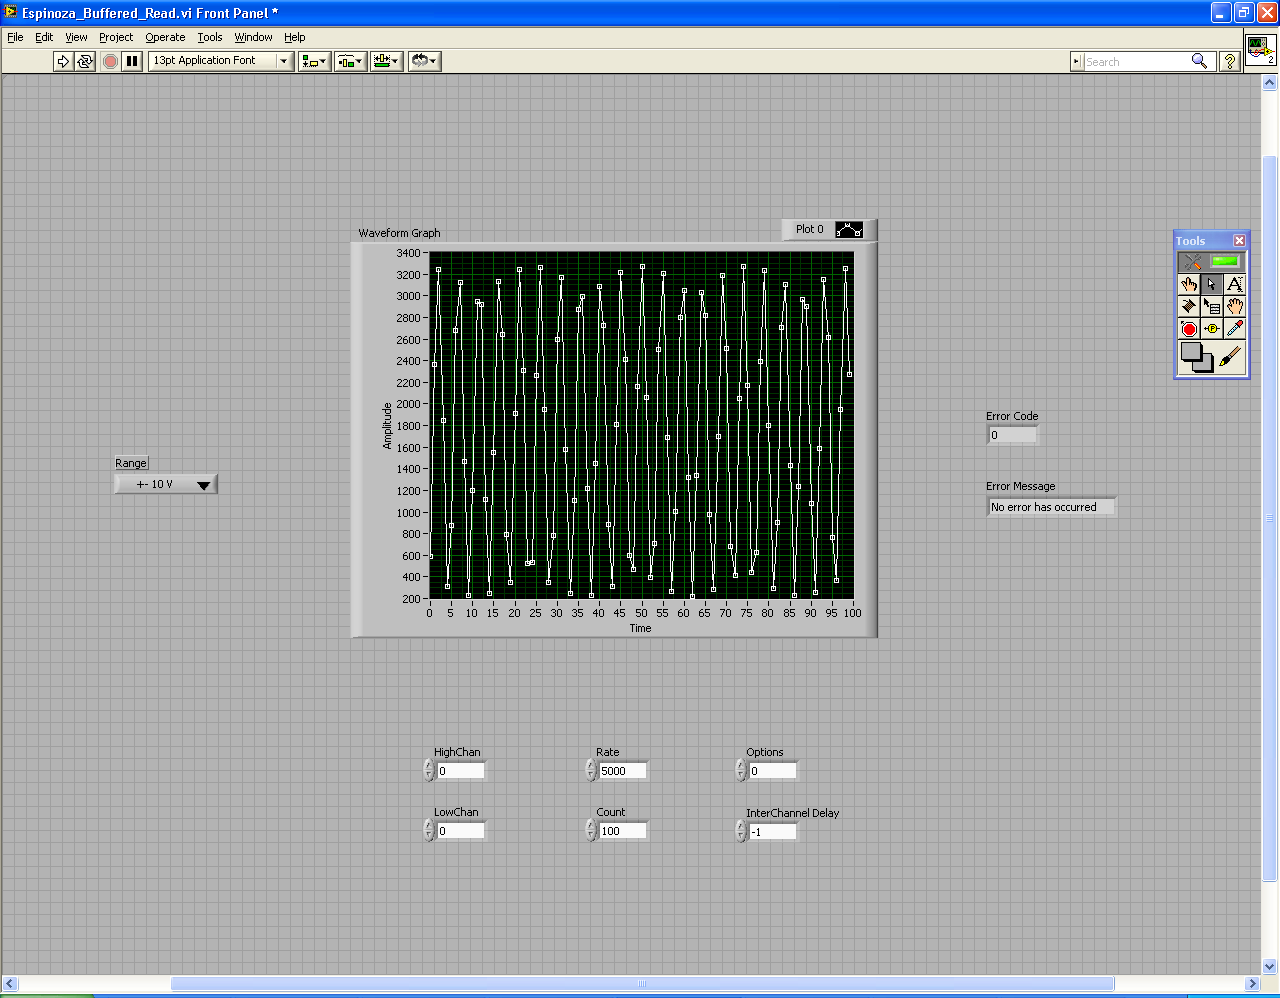 Espinoza_Buffered_Read.vi Front Panel *
File Edit View Project Operate Tools Window Help
13pt Application Font
Search
?
2
Waveform Graph
Plot 0
3400
3200
3000
2800
2600
2400
2200
2000
1800
1600
1400
1200
1000
800
600
400
200
Amplitude
0 5 10 15 20 25 30 35 40 45 50 55 60 65 70 75 80 85 90 95 100
Time
Tools
A
P
Range
+- 10 V
Error Code
0
Error Message
No error has occurred
HighChan
0
Rate
5000
Options
0
LowChan
0
Count
100
InterChannel Delay
-1